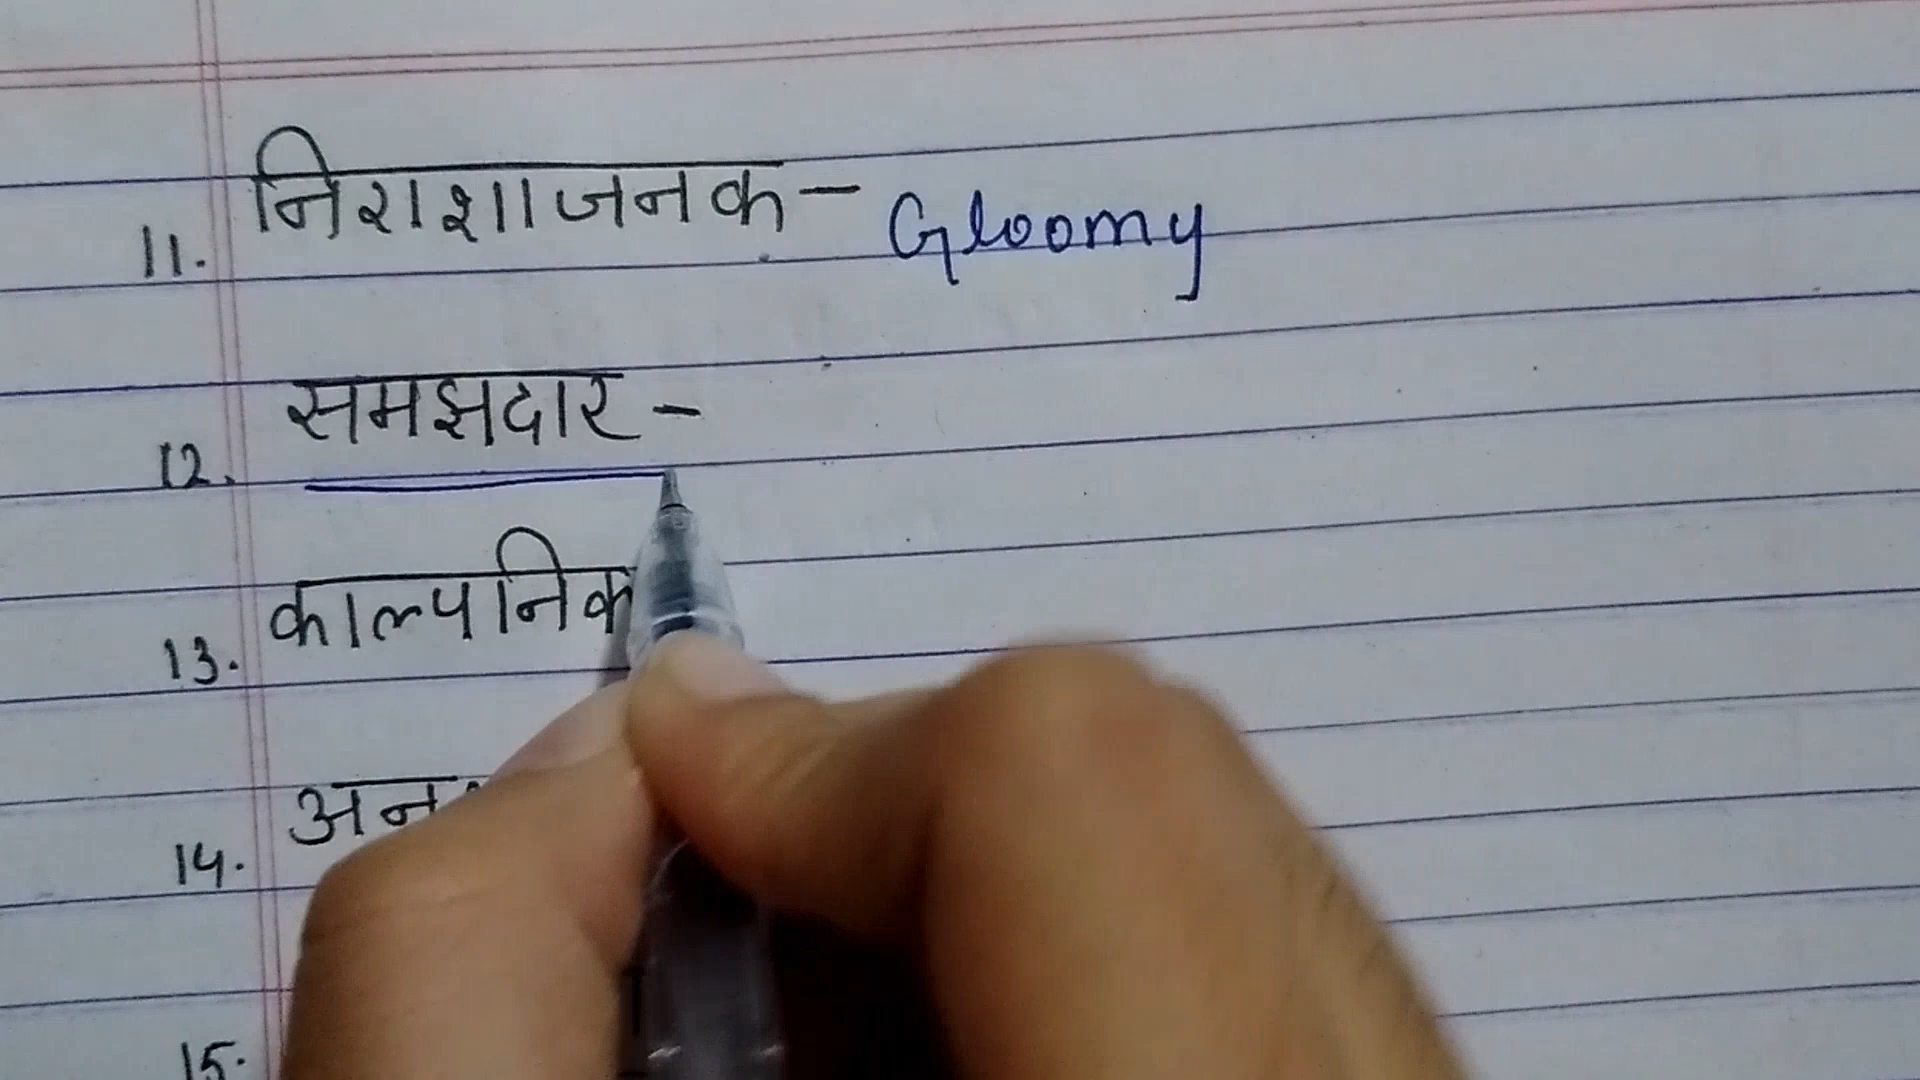 11. निराशाजनक - Gloomy
12. समझदार -
13. काल्पनिक
14.
15.